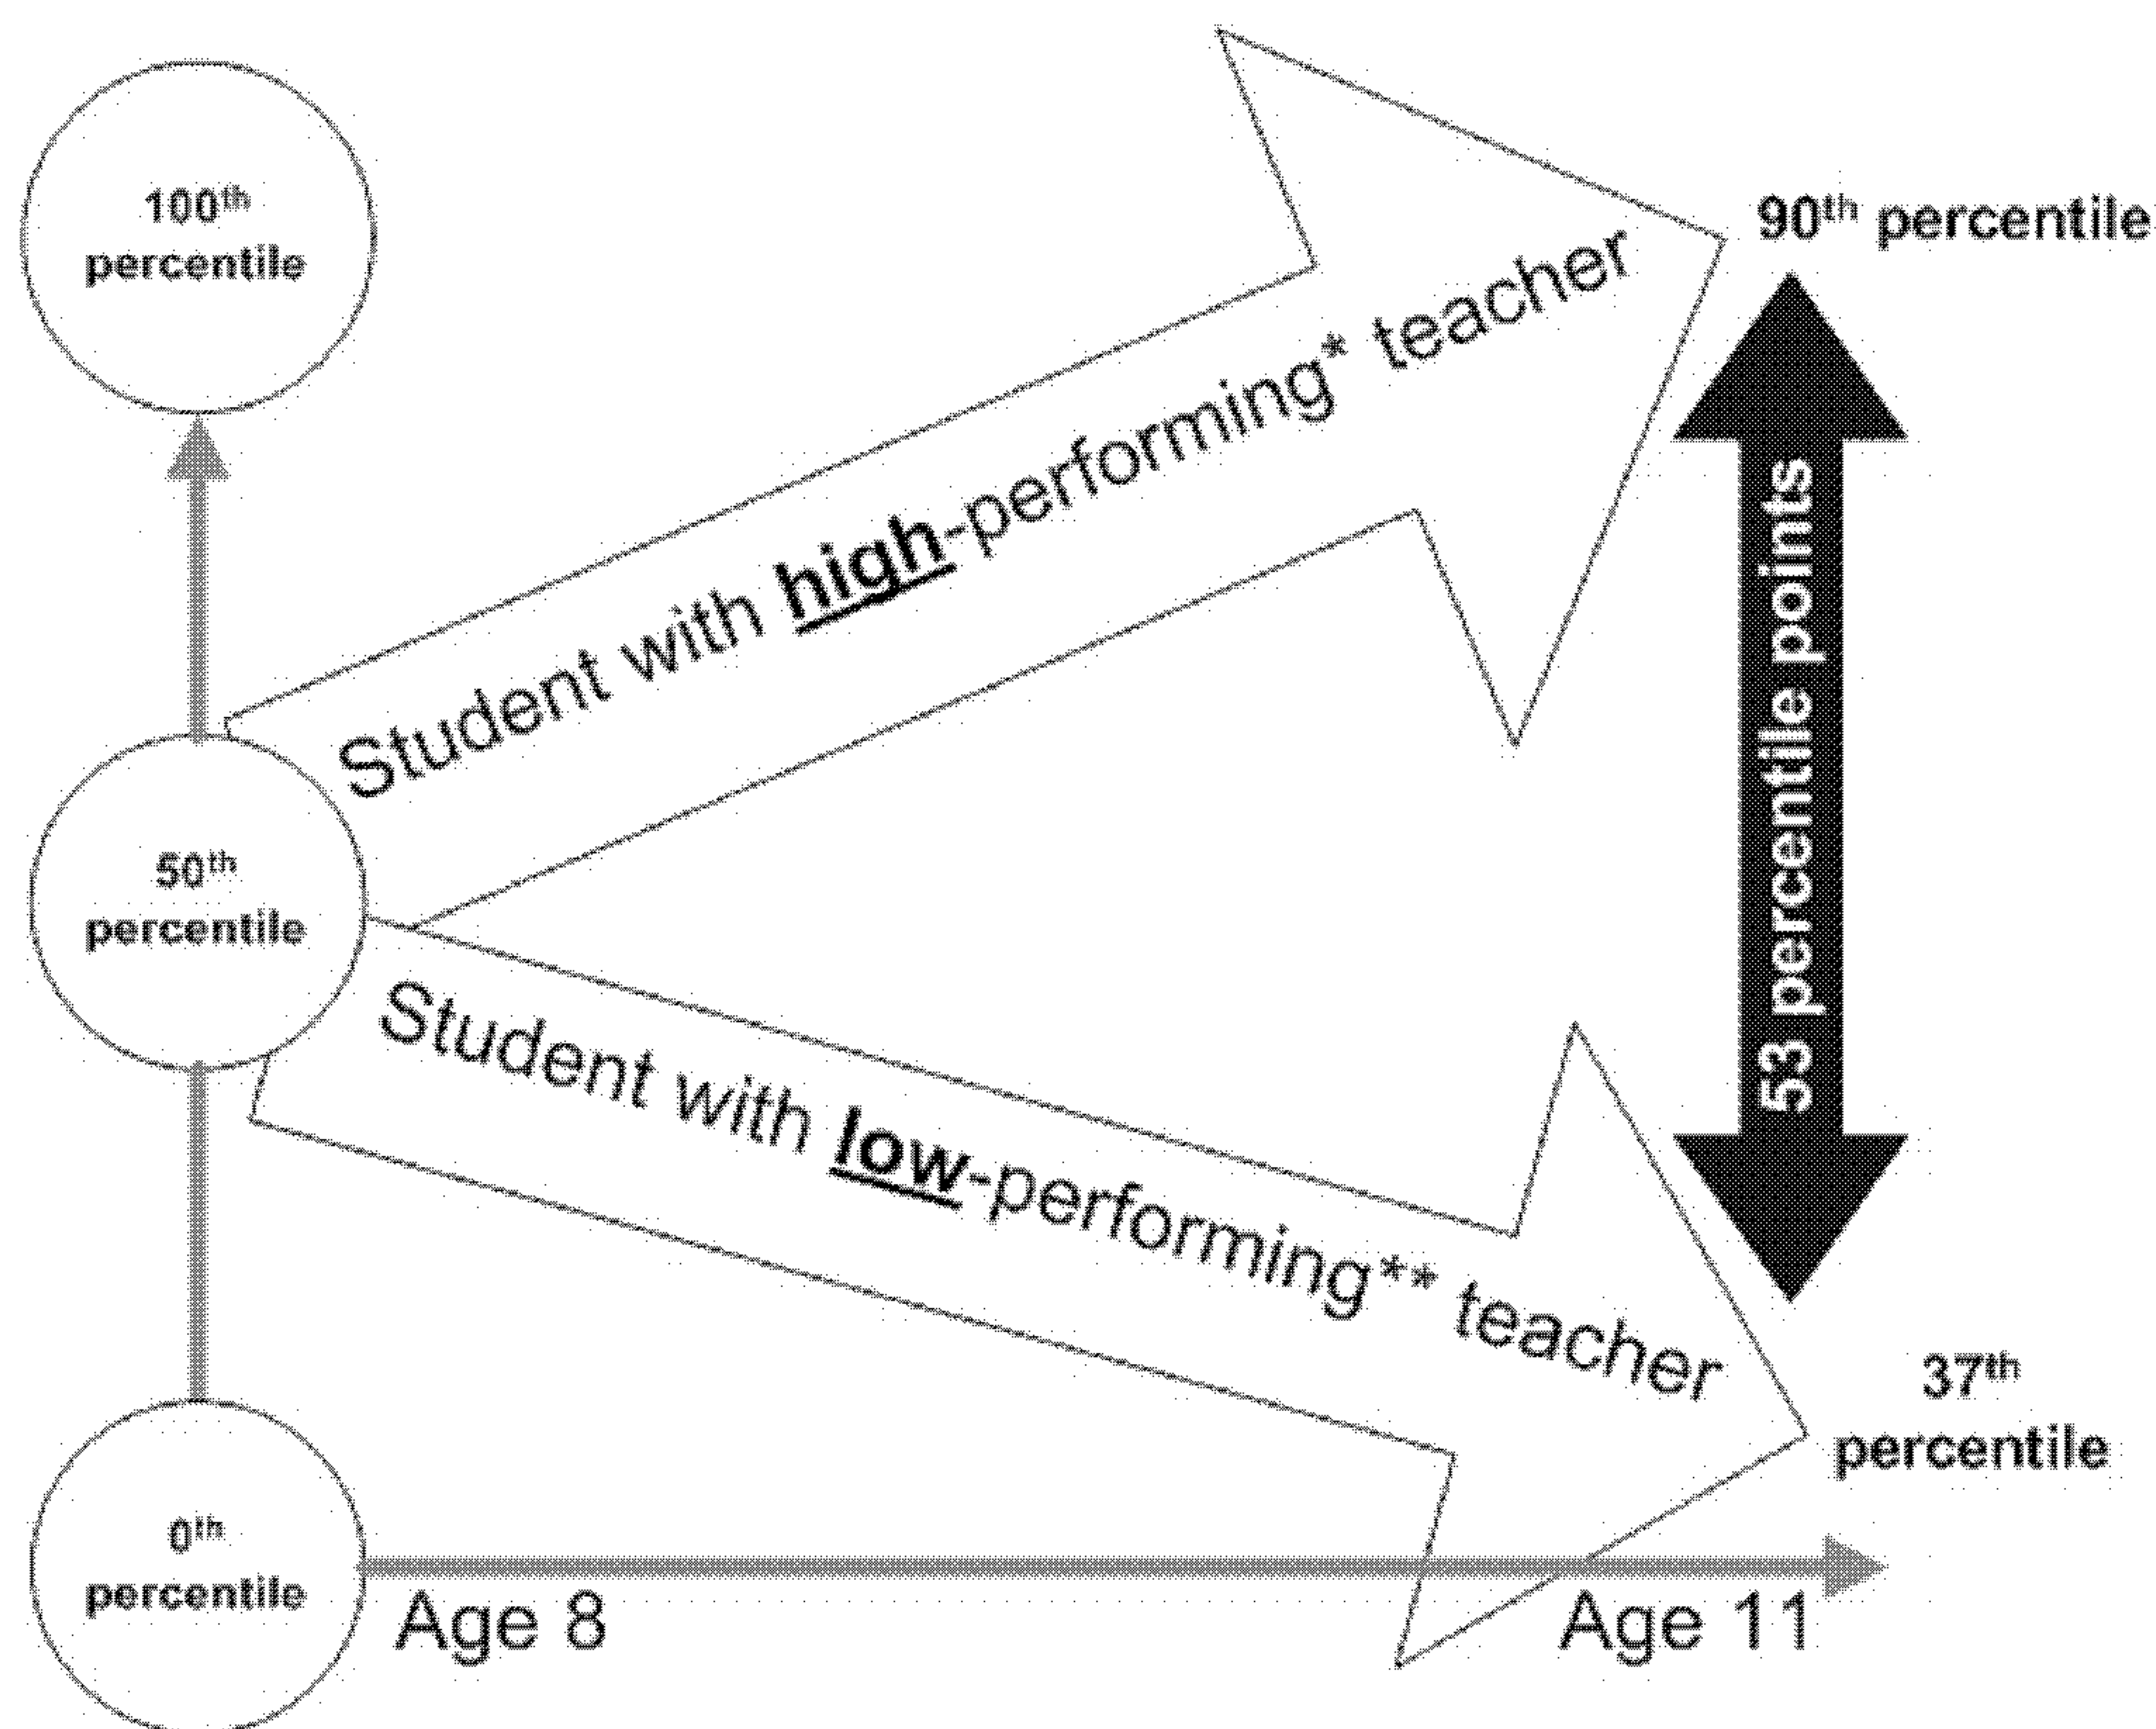 100th
percentile
90th percentile
Student with high-performing* teacher
53 percentile points
50th
percentile
Student with low-performing** teacher
37th
percentile
0th
percentile
Age 8
Age 11